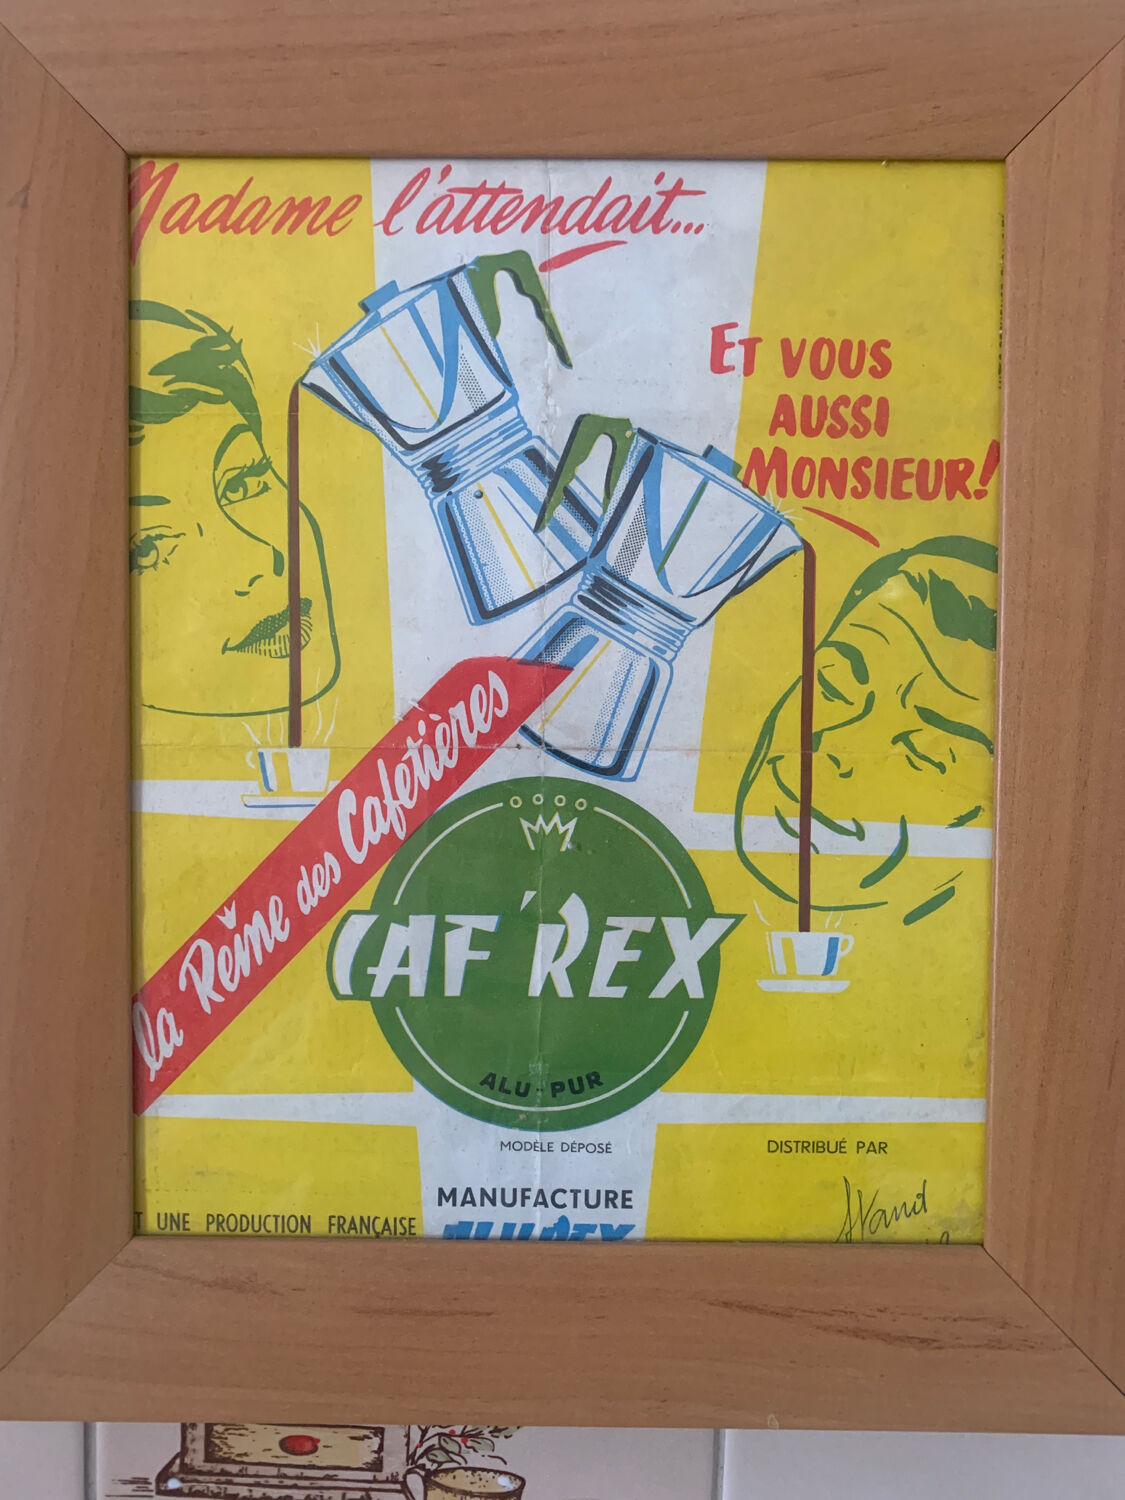 Madame l'attendait...
ET VOUS
AUSSI
MONSIEUR!
la Reine des Cafetières
CAF'REX
ALU-PUR
MODÈLE DÉPOSÉ
DISTRIBUÉ PAR
MANUFACTURE
UNE PRODUCTION FRANÇAISE